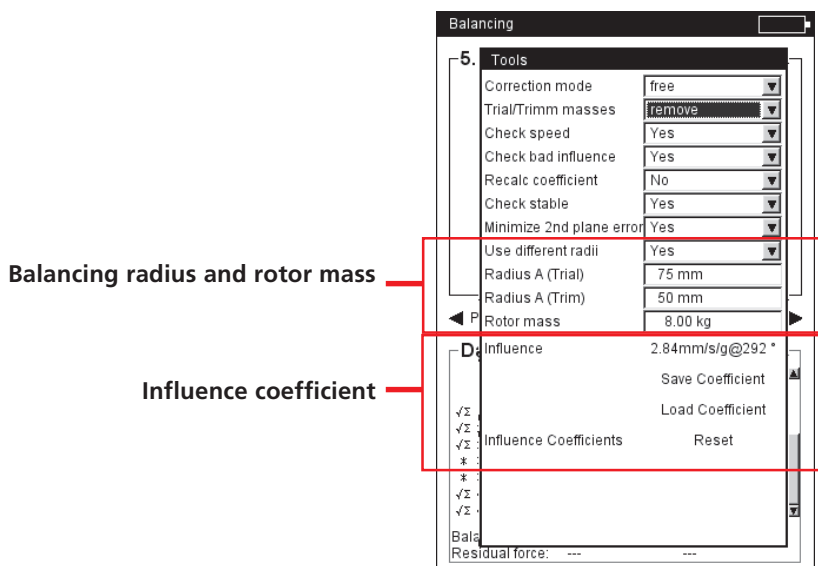 Balancing
5.
Tools
Correction mode free
Trial/Trimm masses remove
Check speed Yes
Check bad influence Yes
Recalc coefficient No
Check stable Yes
Minimize 2nd plane error Yes
Use different radii Yes
Balancing radius and rotor mass
Radius A (Trial) 75 mm
Radius A (Trim) 50 mm
P
Rotor mass 8.00 kg
Influence 2.84mm/s/g@292 °
Save Coefficient
Influence coefficient
Load Coefficient
√Σ
√Σ
√Σ
Influence Coefficients Reset
*
*
√Σ
√Σ
Bala
Residual force: --- ---